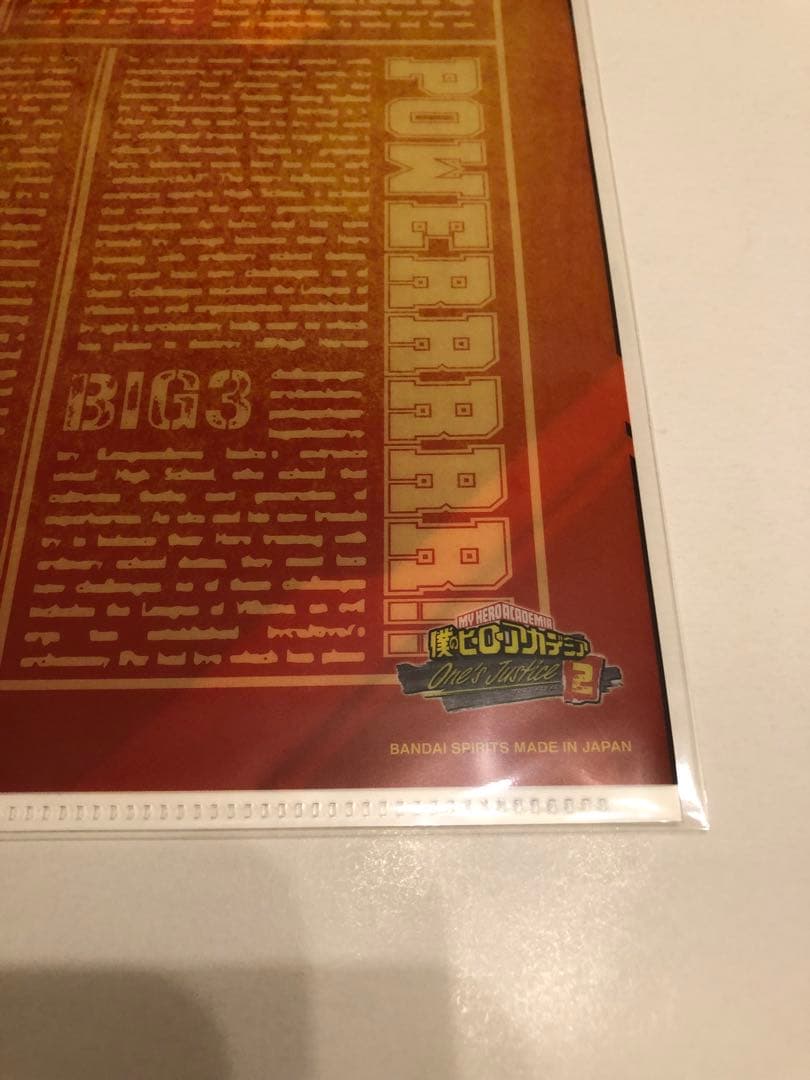 POWERRRRR!!
BIG3
MY HERO ACADEMIA
僕のヒーローアカデミア
One's Justice 2
BANDAI SPIRITS MADE IN JAPAN